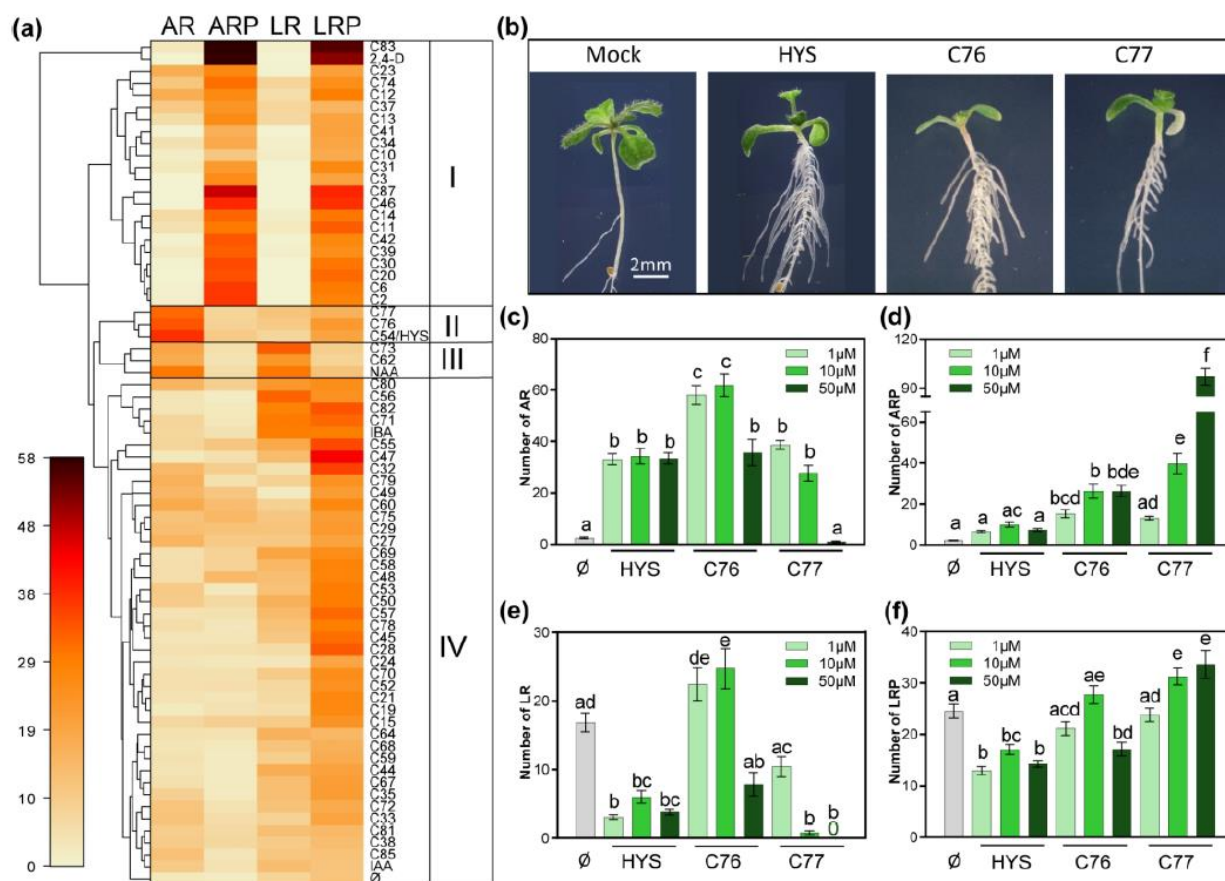 (a)
AR ARP LR LRP
C83
2,4-D
C23
C74
C12
C37
C13
C41
C34
C10
C31
C3
C87
C46
C14
C11
C42
C39
C30
C20
C6
C2
I
C77
C76
C54/HYS
II
C73
C62
NAA
III
C80
C56
C82
C71
IBA
C55
C47
C32
C79
C49
C60
C75
C29
C27
C69
C58
C48
C53
C50
C57
C78
C45
C28
C24
C70
C52
C21
C19
C15
C64
C68
C59
C44
C67
C35
C72
C33
C81
C38
C85
IAA
Ø
IV
58
48
38
29
19
10
0
(b)
Mock HYS C76 C77
2mm
(c)
Number of AR
80
60
40
20
0
1µM
10µM
50µM
a b b b c c b b b a
Ø HYS C76 C77
(d)
Number of ARP
120
90
60
40
20
0
1µM
10µM
50µM
a a ac a bcd b bde ad e f
Ø HYS C76 C77
(e)
Number of LR
30
20
10
0
1µM
10µM
50µM
ad b bc bc de e ab ac b b
0
Ø HYS C76 C77
(f)
Number of LRP
40
30
20
10
0
1µM
10µM
50µM
a b bc b acd ae bd ad e e
Ø HYS C76 C77